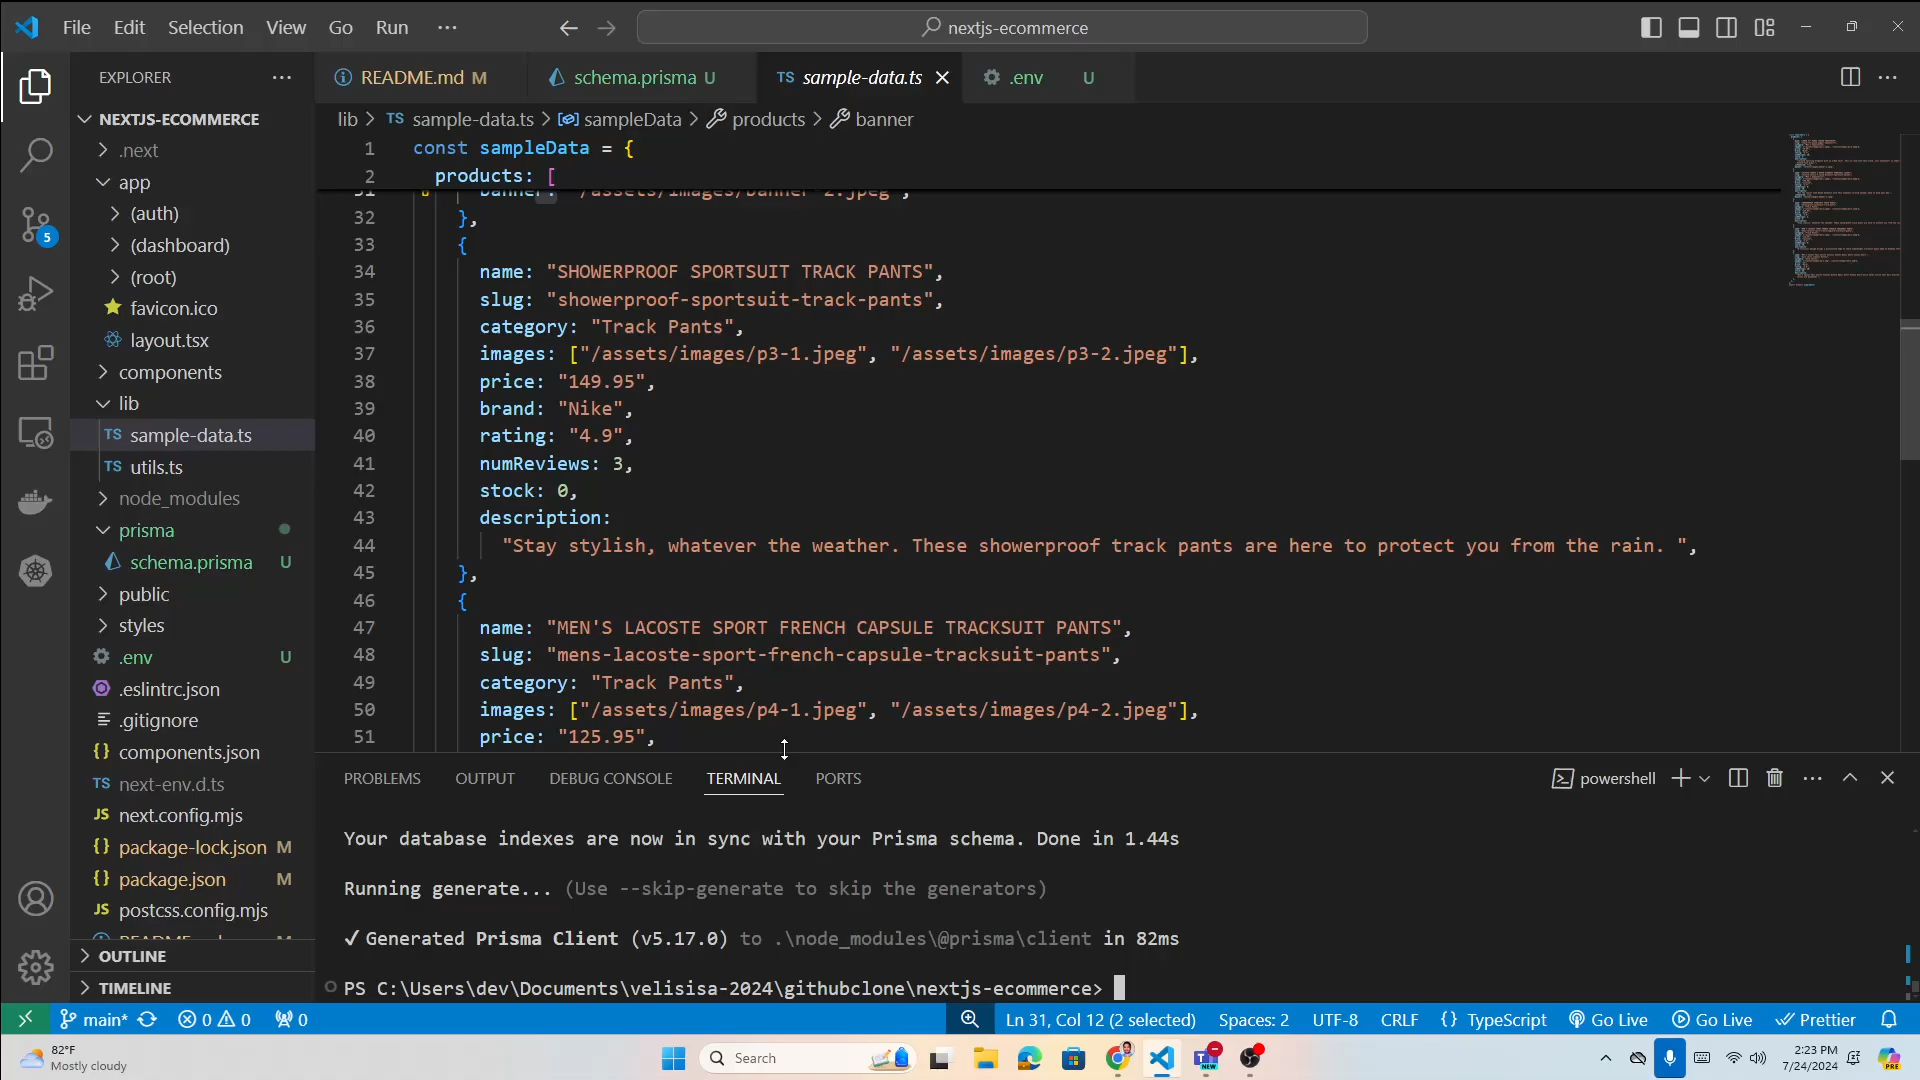 File Edit Selection View Go Run ··· nextjs-ecommerce
EXPLORER ···
README.md M schema.prisma U TS sample-data.ts .env U
NEXTJS-ECOMMERCE
.next
app
(auth)
(dashboard)
(root)
favicon.ico
layout.tsx
components
lib
TS sample-data.ts
TS utils.ts
node_modules
prisma
schema.prisma U
public
styles
.env U
.eslintrc.json
.gitignore
{} components.json
TS next-env.d.ts
JS next.config.mjs
{} package-lock.json M
{} package.json M
JS postcss.config.mjs
OUTLINE
TIMELINE
lib > TS sample-data.ts > sampleData > products > banner
1 const sampleData = {
2 products: [
31 banner: "/assets/images/banner-2.jpeg",
32 },
33 {
34 name: "SHOWERPROOF SPORTSUIT TRACK PANTS",
35 slug: "showerproof-sportsuit-track-pants",
36 category: "Track Pants",
37 images: ["/assets/images/p3-1.jpeg", "/assets/images/p3-2.jpeg"],
38 price: "149.95",
39 brand: "Nike",
40 rating: "4.9",
41 numReviews: 3,
42 stock: 0,
43 description:
44 "Stay stylish, whatever the weather. These showerproof track pants are here to protect you from the rain. ",
45 },
46 {
47 name: "MEN'S LACOSTE SPORT FRENCH CAPSULE TRACKSUIT PANTS",
48 slug: "mens-lacoste-sport-french-capsule-tracksuit-pants",
49 category: "Track Pants",
50 images: ["/assets/images/p4-1.jpeg", "/assets/images/p4-2.jpeg"],
51 price: "125.95",
PROBLEMS OUTPUT DEBUG CONSOLE TERMINAL PORTS powershell
Your database indexes are now in sync with your Prisma schema. Done in 1.44s
Running generate... (Use --skip-generate to skip the generators)
✓ Generated Prisma Client (v5.17.0) to .\node_modules\@prisma\client in 82ms
PS C:\Users\dev\Documents\velisisa-2024\githubclone\nextjs-ecommerce>
5
main* 0 0 0 Ln 31, Col 12 (2 selected) Spaces: 2 UTF-8 CRLF {} TypeScript Go Live Go Live Prettier
82°F
Mostly cloudy
Search
NEW
PRE
2:23 PM
7/24/2024